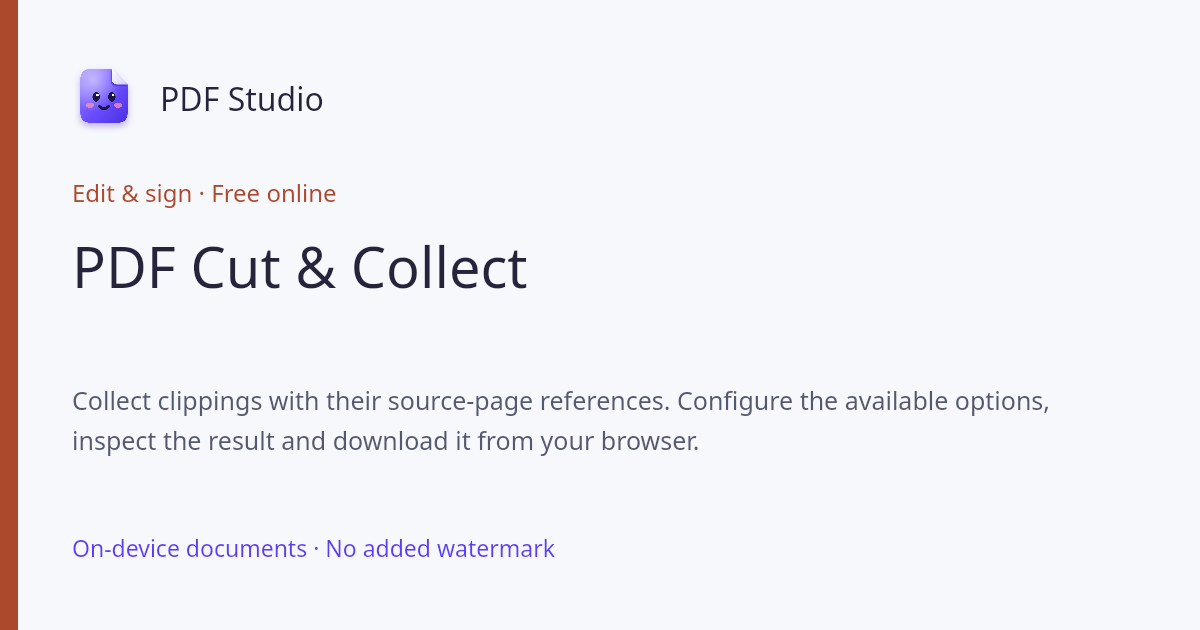 PDF Studio
Edit & sign · Free online
PDF Cut & Collect
Collect clippings with their source-page references. Configure the available options,
inspect the result and download it from your browser.
On-device documents · No added watermark